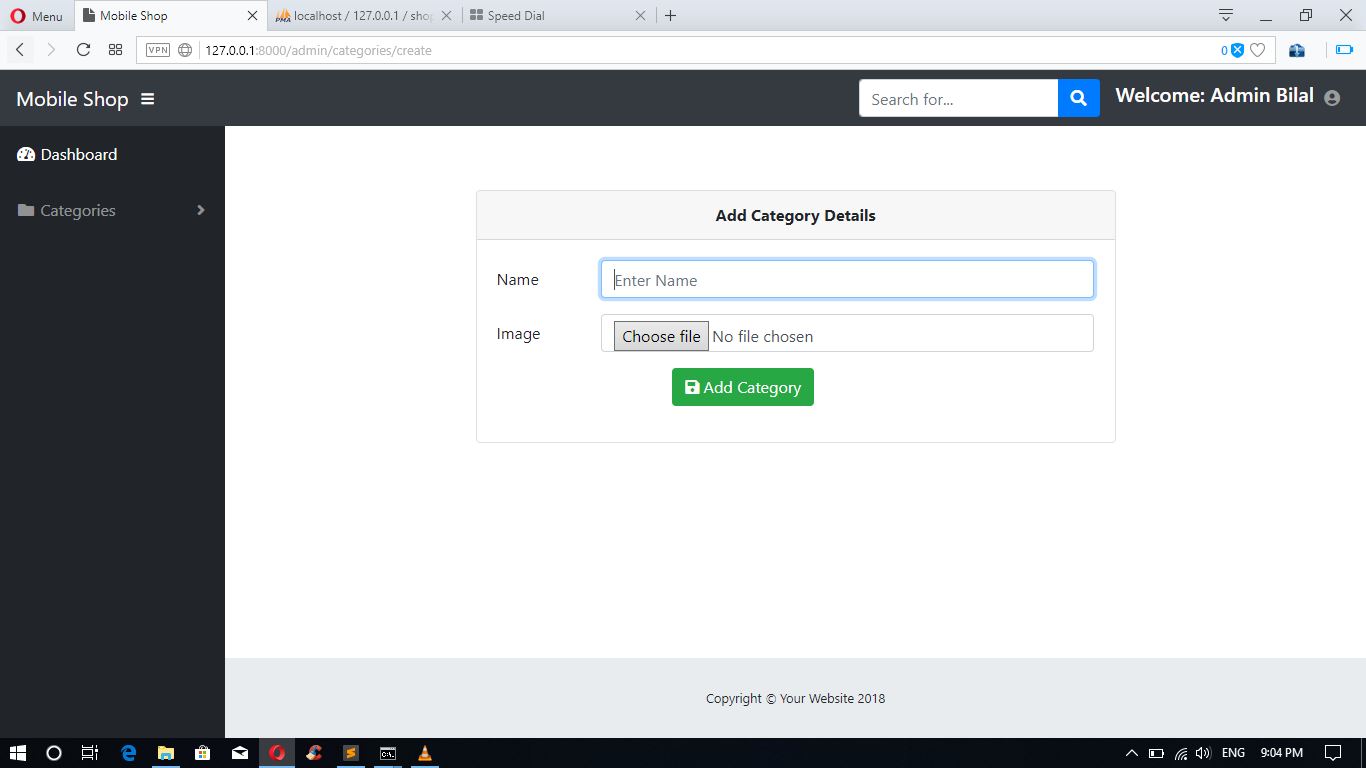 Menu
Mobile Shop
localhost / 127.0.0.1 / shop
Speed Dial
VPN
127.0.0.1:8000/admin/categories/create
0
Mobile Shop
Search for...
Welcome: Admin Bilal
Dashboard
Categories
Add Category Details
Name
Enter Name
Image
Choose file No file chosen
Add Category
Copyright © Your Website 2018
ENG
9:04 PM